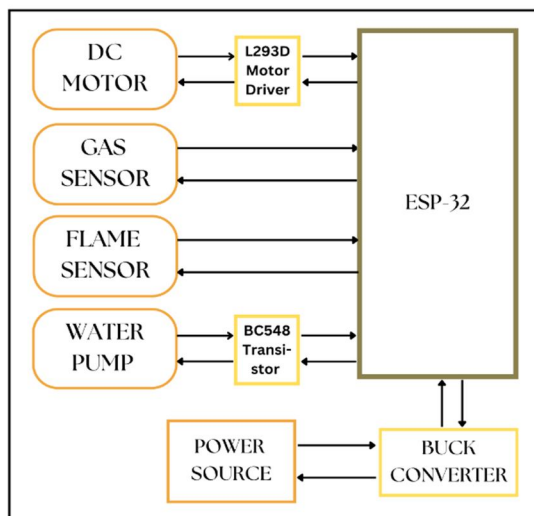 DC
MOTOR
L293D
Motor
Driver
GAS
SENSOR
ESP-32
FLAME
SENSOR
WATER
PUMP
BC548
Transi-
stor
POWER
SOURCE
BUCK
CONVERTER